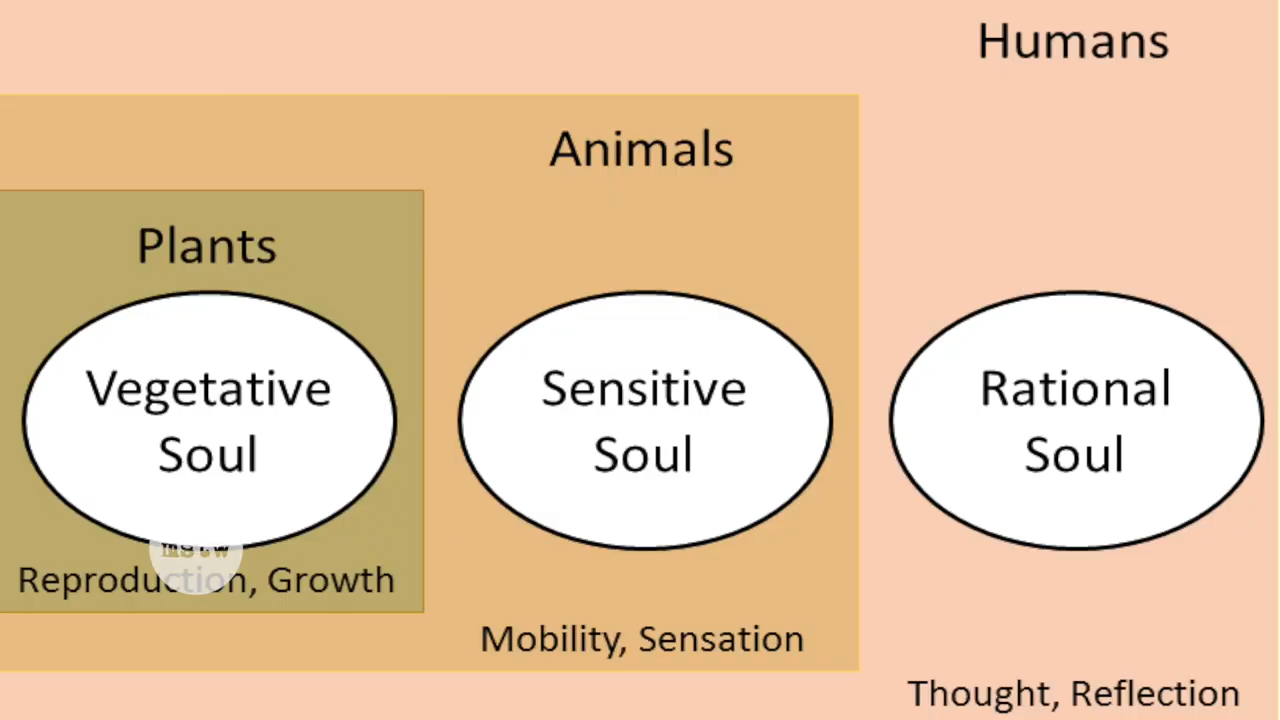 Humans
Animals
Plants
Vegetative
Soul
Sensitive
Soul
Rational
Soul
Reproduction, Growth
Mobility, Sensation
Thought, Reflection